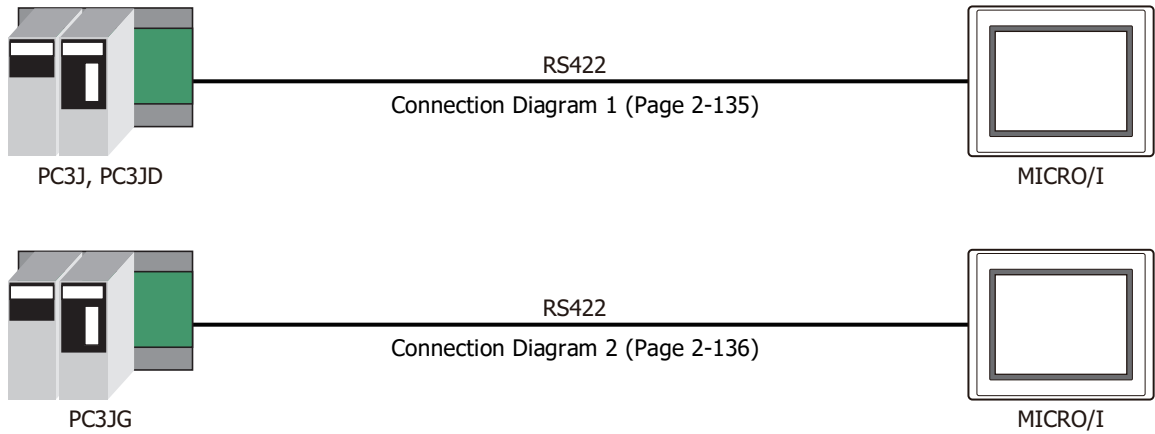 RS422
Connection Diagram 1 (Page 2-135)
PC3J, PC3JD
MICRO/I
RS422
Connection Diagram 2 (Page 2-136)
PC3JG
MICRO/I